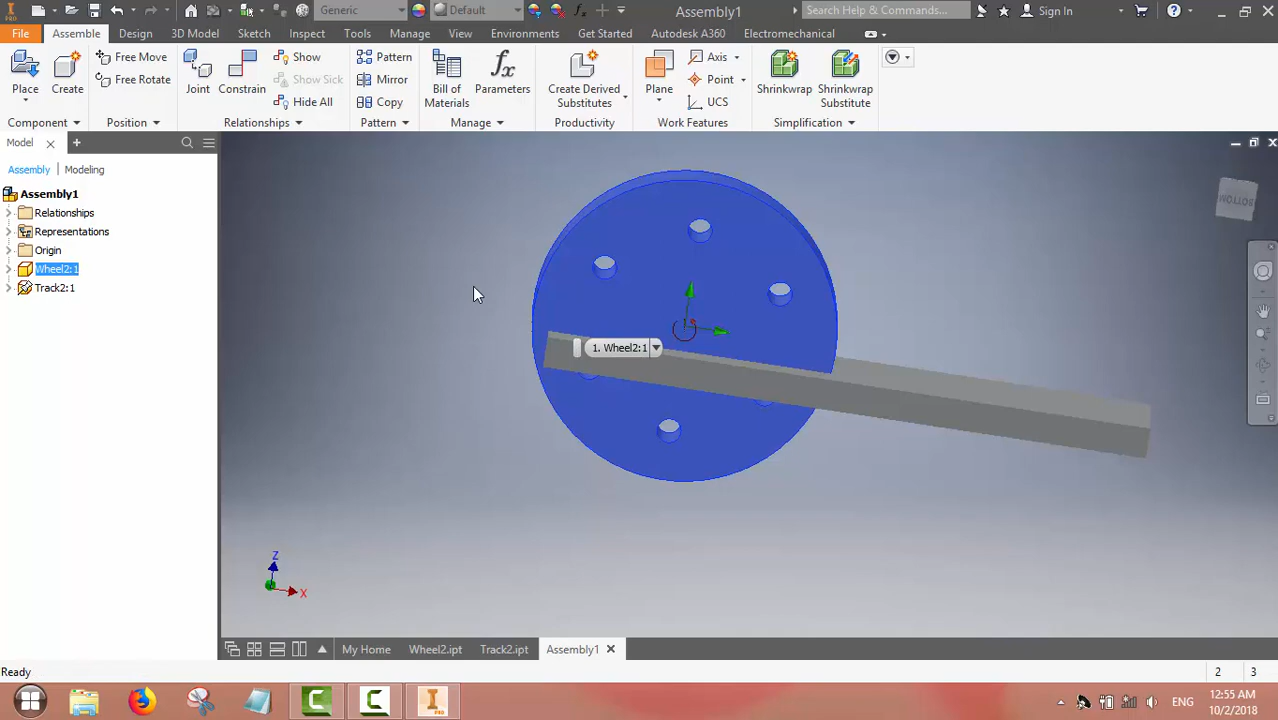 PRO Generic Default Assembly1 Search Help & Commands... Sign In ?
File Assemble Design 3D Model Sketch Inspect Tools Manage View Environments Get Started Autodesk A360 Electromechanical
Place Create Free Move Free Rotate Joint Constrain Show Show Sick Hide All Pattern Mirror Copy Bill of Materials fx Parameters Create Derived Substitutes Plane Axis Point UCS Shrinkwrap Shrinkwrap Substitute
Component Position Relationships Pattern Manage Productivity Work Features Simplification
Model
Assembly Modeling
Assembly1
Relationships
Representations
Origin
Wheel2:1
Track2:1
BOTTOM
1. Wheel2:1
Z
X
My Home Wheel2.ipt Track2.ipt Assembly1
Ready 2 3
ENG
12:55 AM
10/2/2018